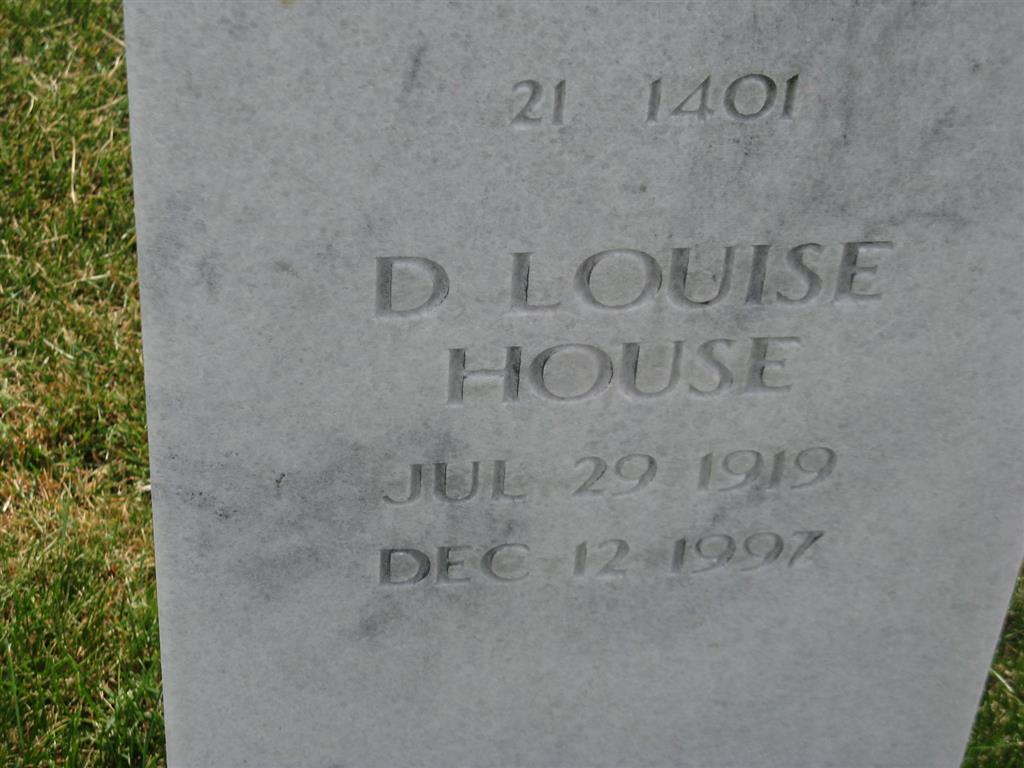 21 1401
D LOUISE
HOUSE
JUL 29 1919
DEC 12 1997